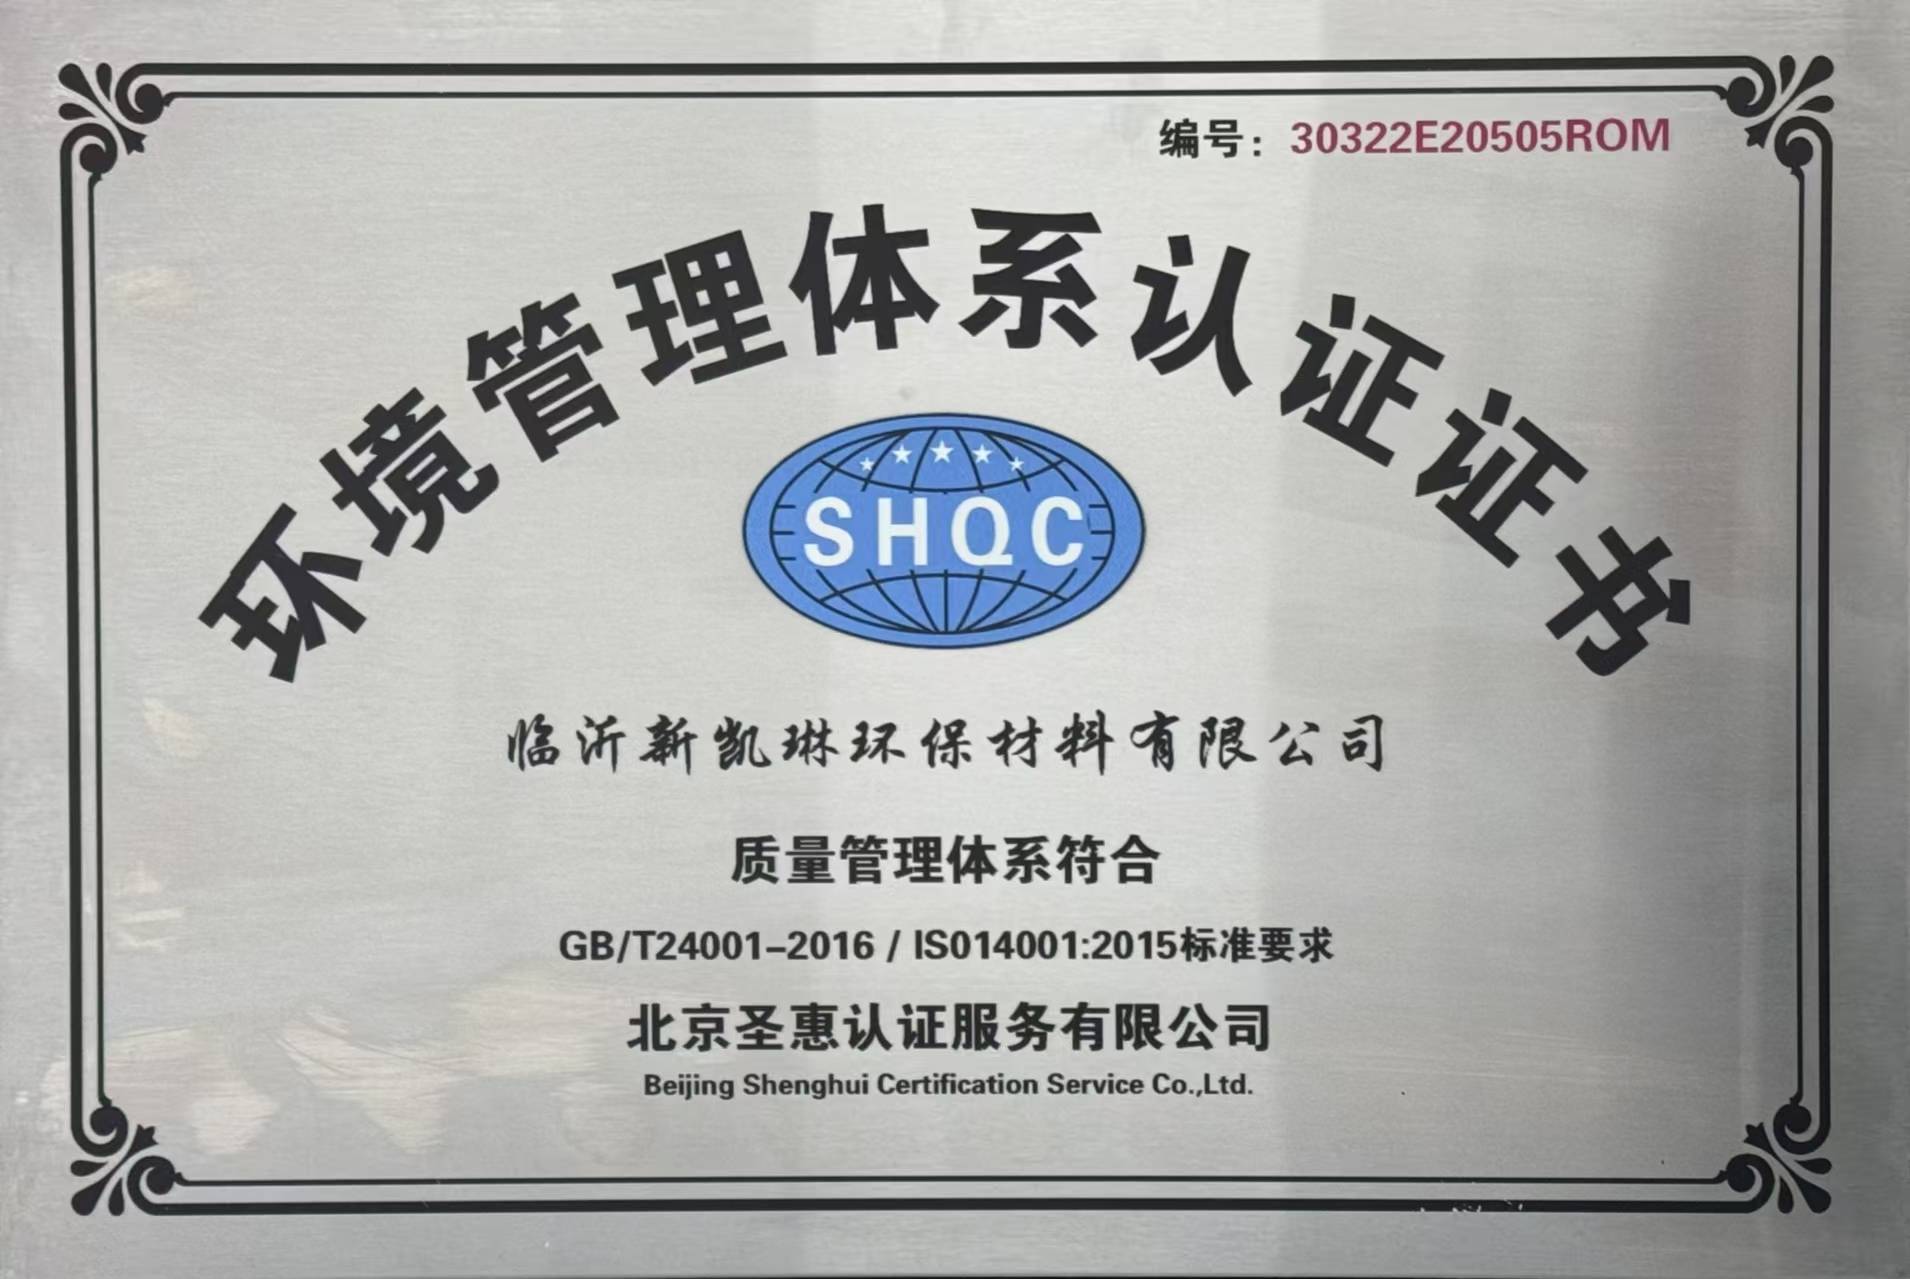 编号：30322E20505ROM
环境管理体系认证证书
SHQC
临沂新凯琳环保材料有限公司
质量管理体系符合
GB/T24001-2016 / ISO14001:2015标准要求
北京圣惠认证服务有限公司
Beijing Shenghui Certification Service Co.,Ltd.